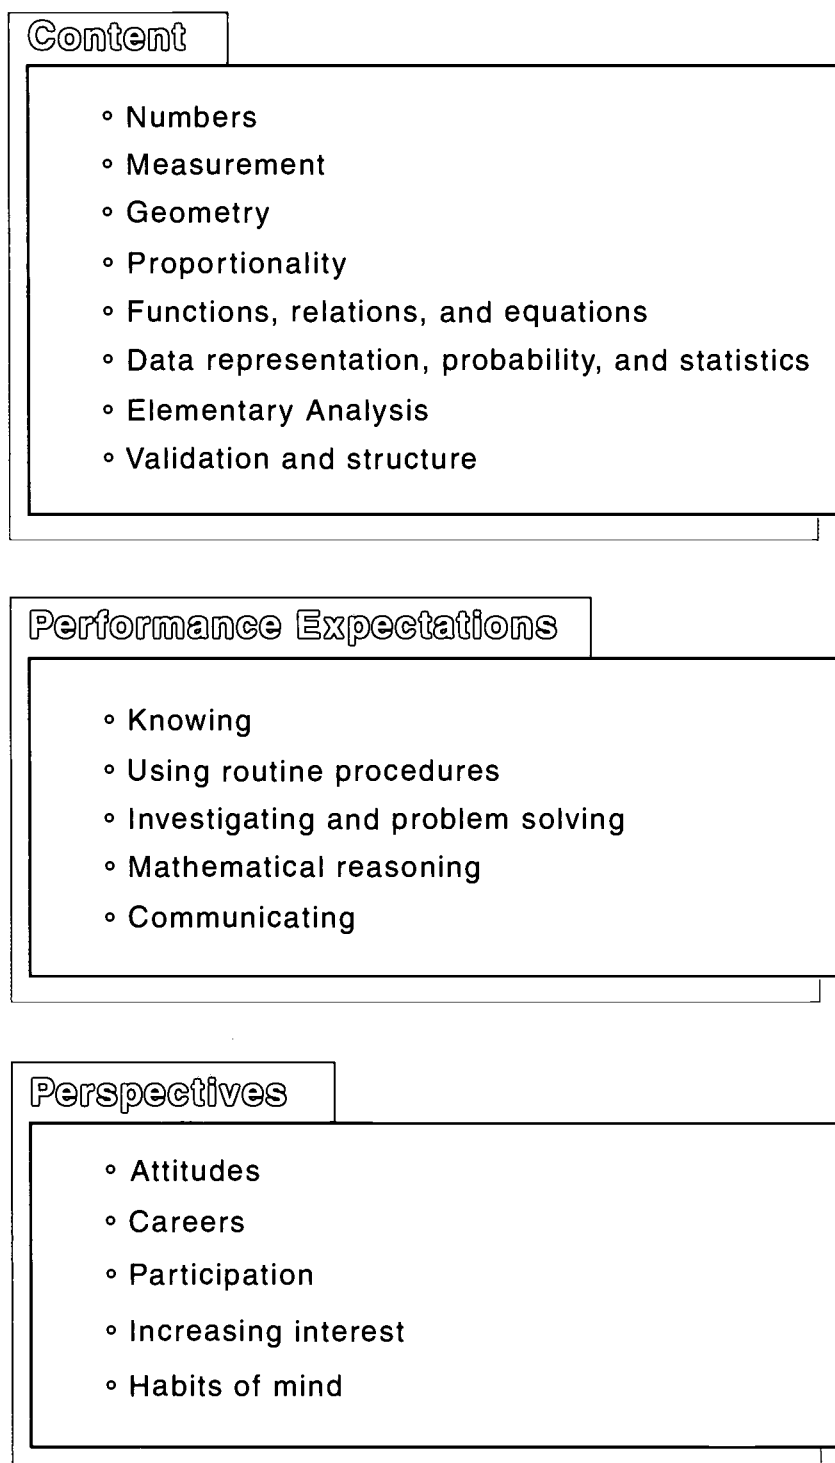 Content
° Numbers
° Measurement
° Geometry
° Proportionality
° Functions, relations, and equations
° Data representation, probability, and statistics
° Elementary Analysis
° Validation and structure
Performance Expectations
° Knowing
° Using routine procedures
° Investigating and problem solving
° Mathematical reasoning
° Communicating
Perspectives
° Attitudes
° Careers
° Participation
° Increasing interest
° Habits of mind